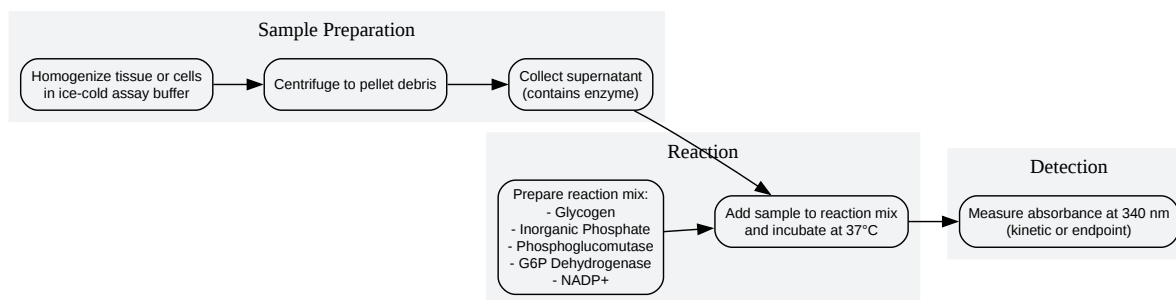 Sample Preparation
Homogenize tissue or cells
in ice-cold assay buffer
Centrifuge to pellet debris
Collect supernatant
(contains enzyme)
Reaction
Prepare reaction mix:
- Glycogen
- Inorganic Phosphate
- Phosphoglucomutase
- G6P Dehydrogenase
- NADP+
Add sample to reaction mix
and incubate at 37°C
Detection
Measure absorbance at 340 nm
(kinetic or endpoint)